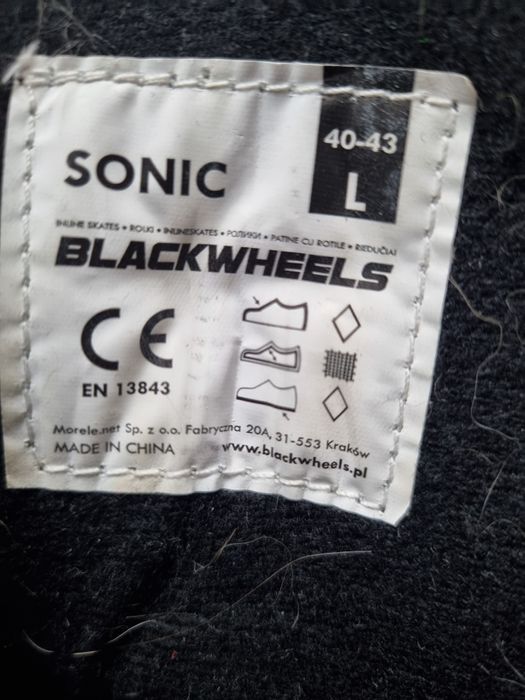 40-43
L
SONIC
INLINE SKATES • ROLKI • INLINESKATES • РОЛИКИ • PATINE CU ROTILE • RIEDUČIAI
BLACKWHEELS
CE
EN 13843
Morele.net Sp. z o.o. Fabryczna 20A, 31-553 Kraków
MADE IN CHINA
www.blackwheels.pl